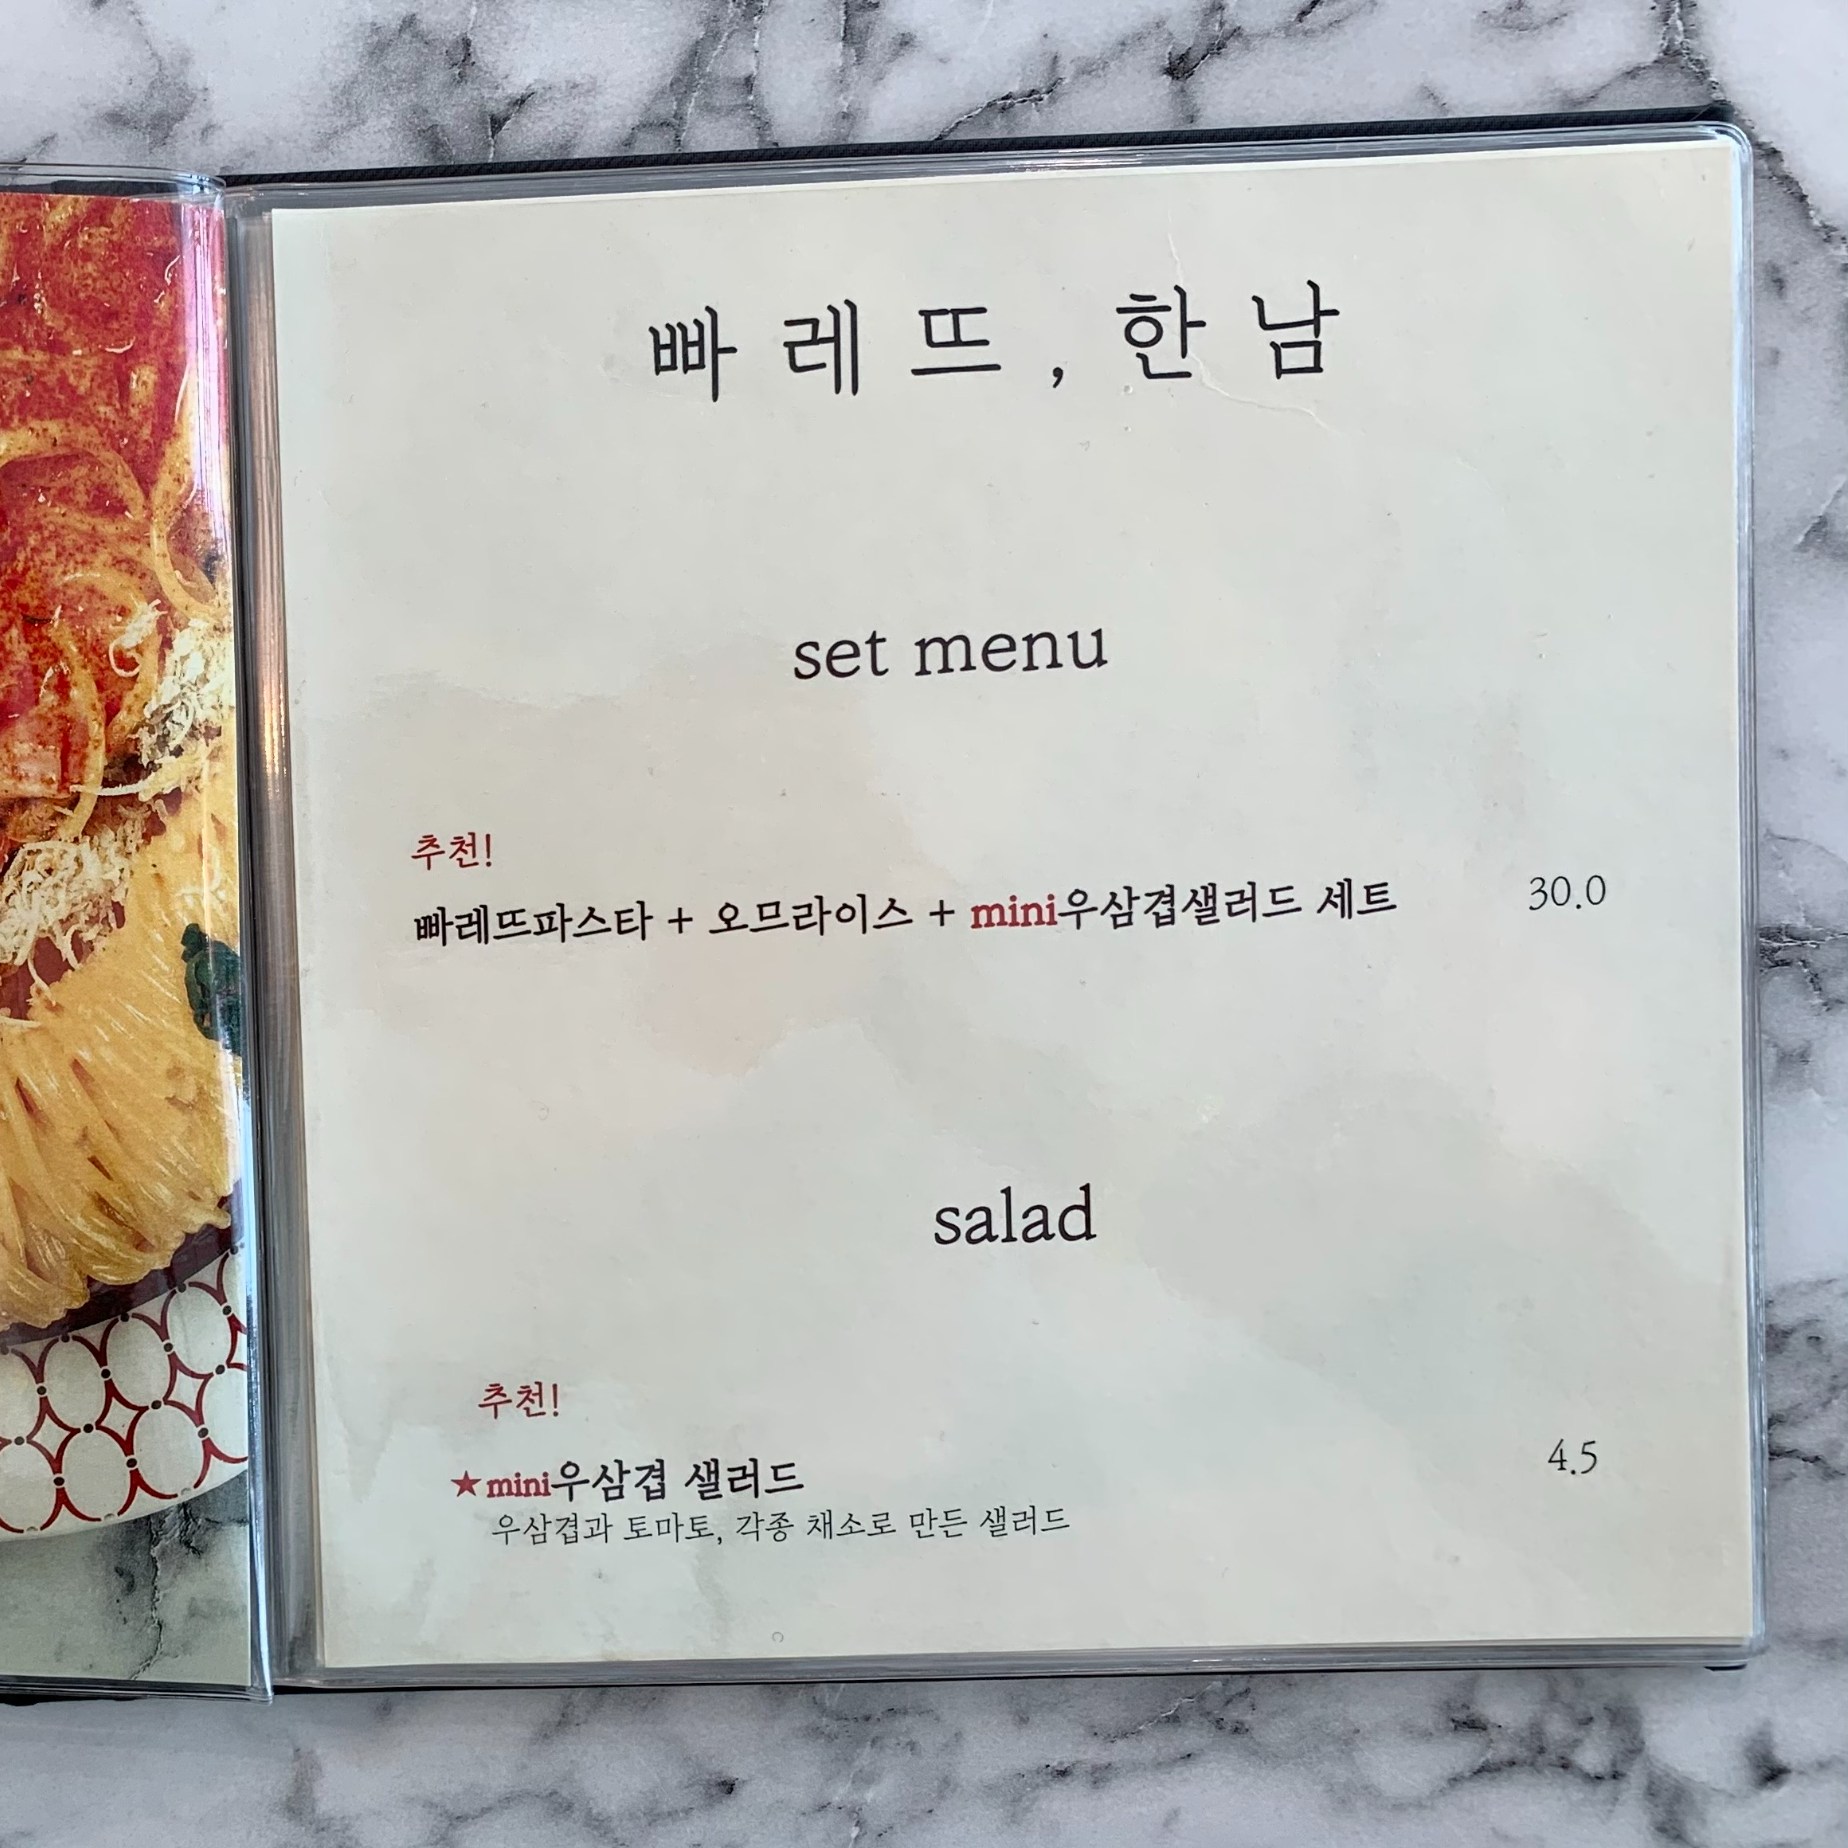 빠레뜨, 한남
set menu
추천!
빠레뜨파스타 + 오므라이스 + mini우삼겹샐러드 세트 30.0
salad
추천!
★mini우삼겹 샐러드 4.5
우삼겹과 토마토, 각종 채소로 만든 샐러드